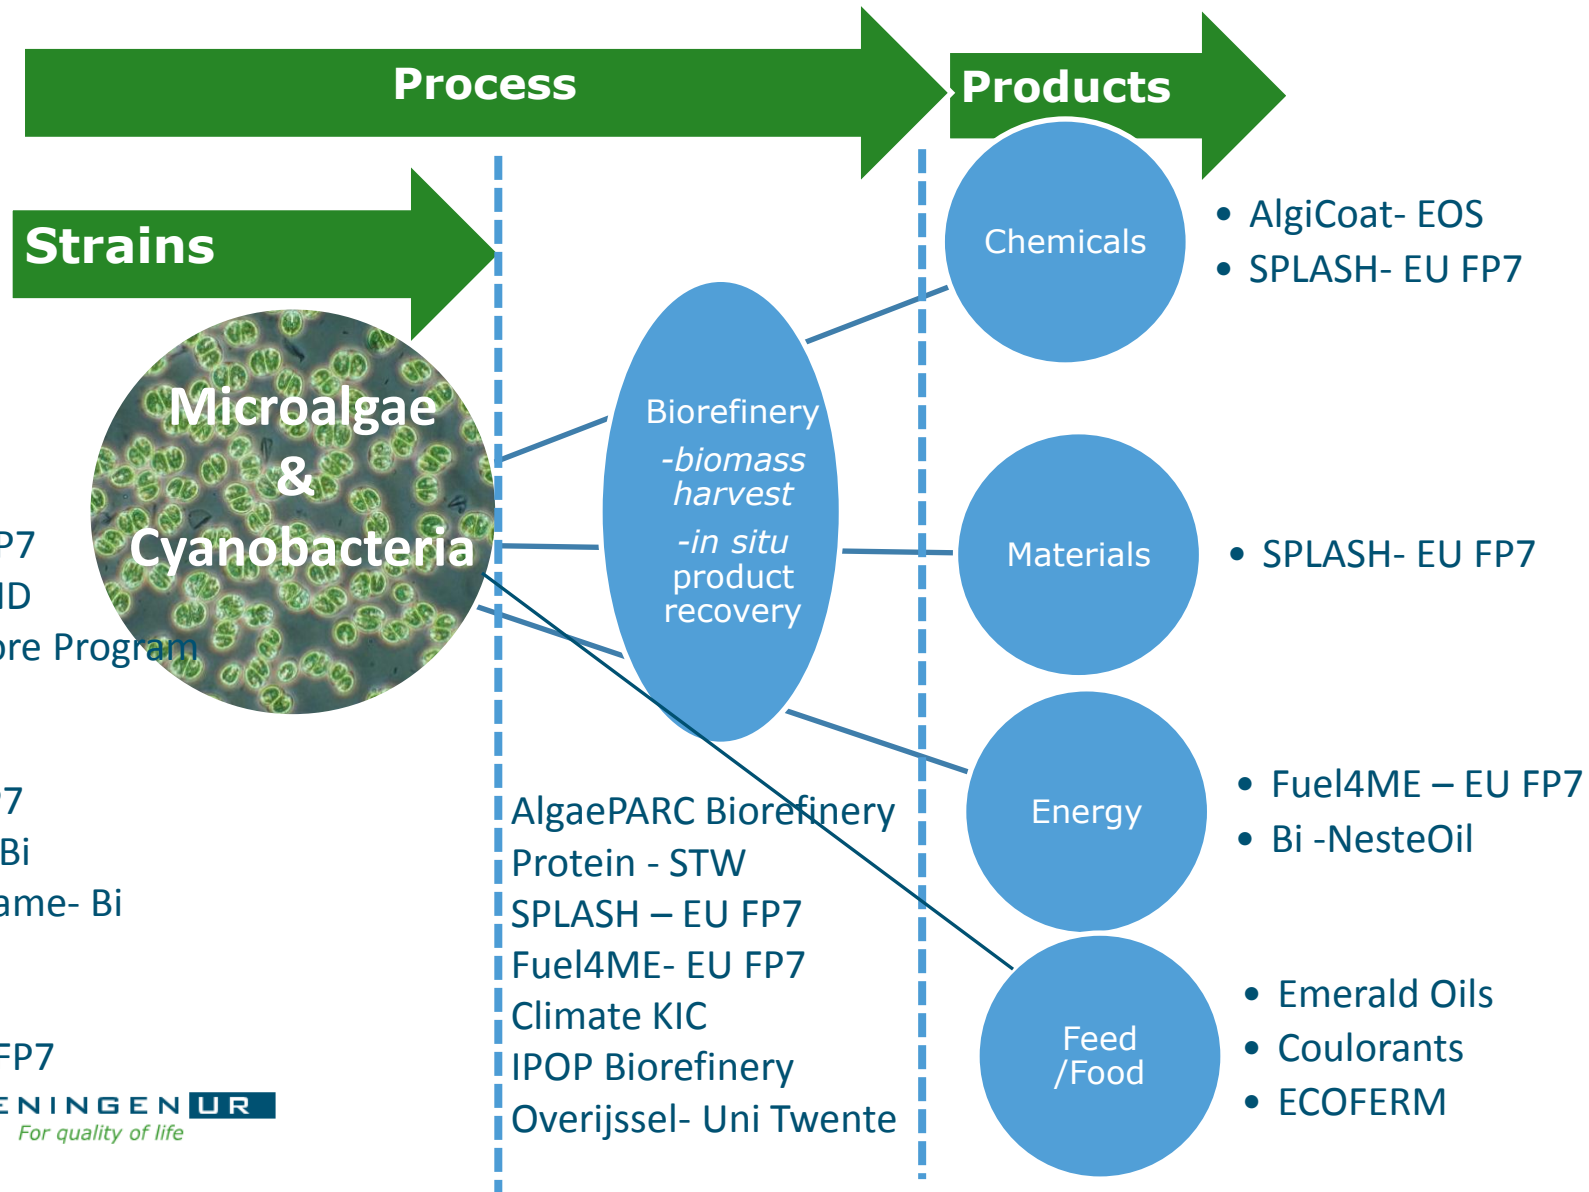 Process
Products
Strains
Microalgae
&
Cyanobacteria
P7
ID
ore Program
P7
Bi
ame- Bi
FP7
ENINGEN UR
For quality of life
Biorefinery
-biomass
harvest
-in situ
product
recovery
AlgaePARC Biorefinery
Protein - STW
SPLASH – EU FP7
Fuel4ME- EU FP7
Climate KIC
IPOP Biorefinery
Overijssel- Uni Twente
Chemicals
• AlgiCoat- EOS
• SPLASH- EU FP7
Materials
• SPLASH- EU FP7
Energy
• Fuel4ME – EU FP7
• Bi -NesteOil
Feed
/Food
• Emerald Oils
• Coulorants
• ECOFERM